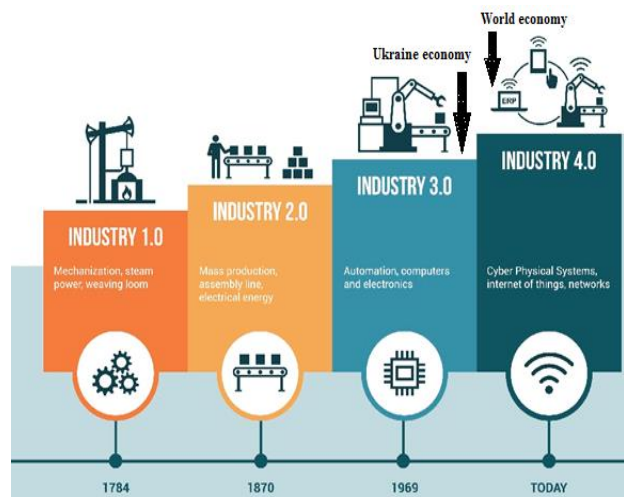 World economy
Ukraine economy
ERP
INDUSTRY 1.0
Mechanization, steam
power, weaving loom
INDUSTRY 2.0
Mass production,
assembly line,
electrical energy
INDUSTRY 3.0
Automation, computers
and electronics
INDUSTRY 4.0
Cyber Physical Systems,
internet of things, networks
1784
1870
1969
TODAY